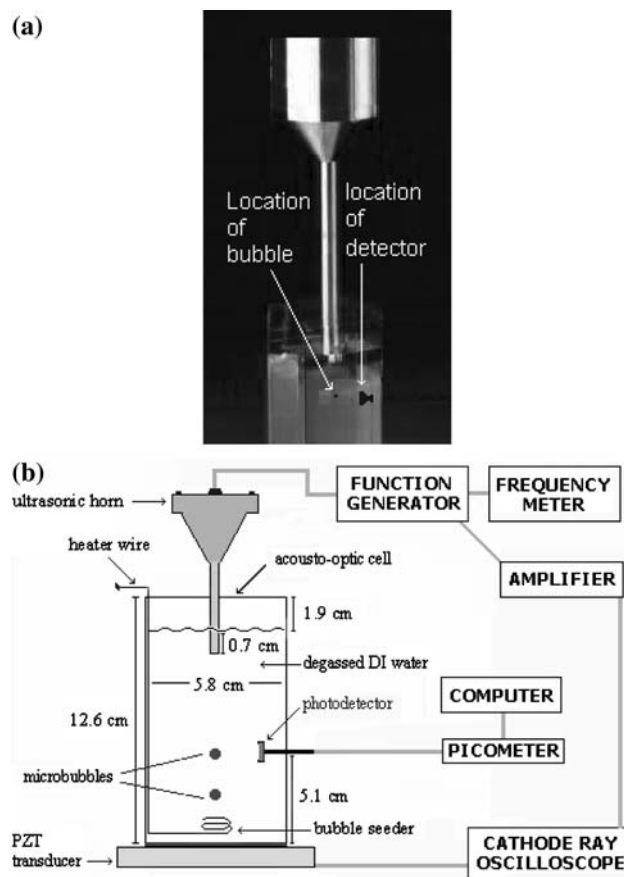 (a)
Location
of
bubble
location
of
detector
(b)
ultrasonic horn
FUNCTION
GENERATOR
FREQUENCY
METER
heater wire
acousto-optic cell
AMPLIFIER
1.9 cm
0.7 cm
degassed DI water
5.8 cm
COMPUTER
photodetector
12.6 cm
PICOMETER
microbubbles
5.1 cm
bubble seeder
PZT
transducer
CATHODE RAY
OSCILLOSCOPE